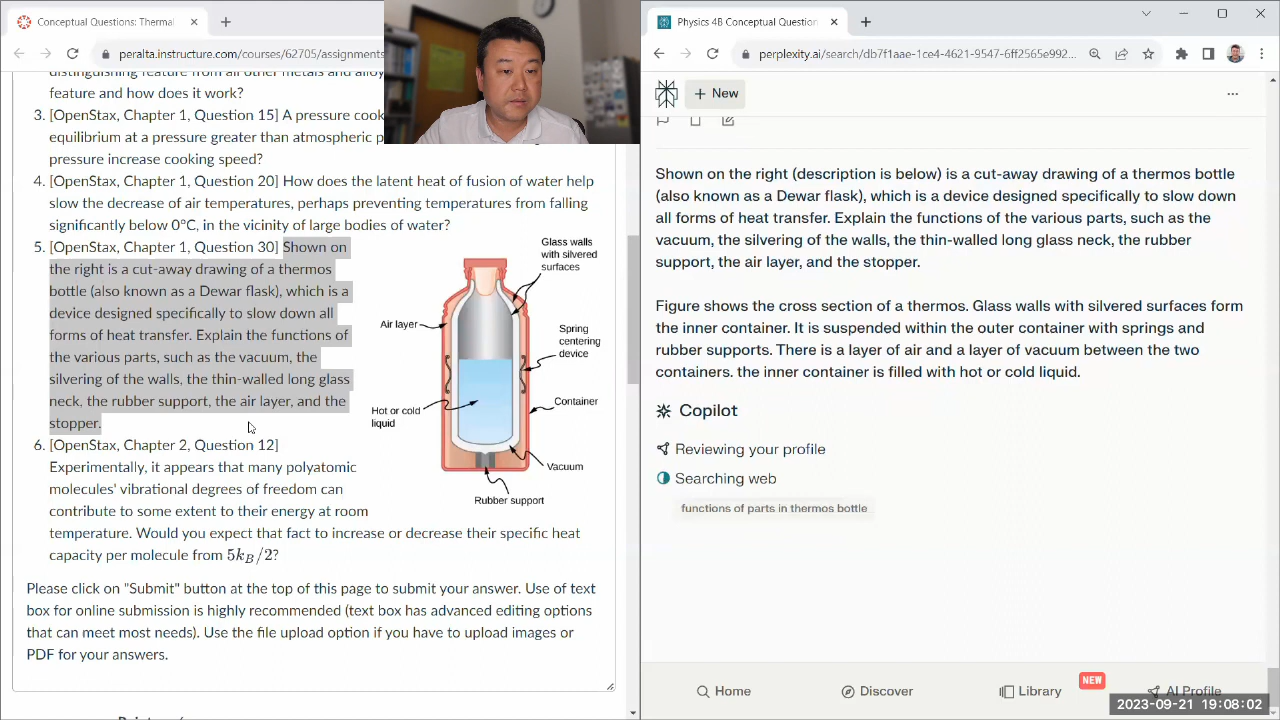 Conceptual Questions: Thermal
peralta.instructure.com/courses/62705/assignments
distinguishing feature from all other metals and alloy
feature and how does it work?
3. [OpenStax, Chapter 1, Question 15] A pressure cook
equilibrium at a pressure greater than atmospheric p
pressure increase cooking speed?
4. [OpenStax, Chapter 1, Question 20] How does the latent heat of fusion of water help
slow the decrease of air temperatures, perhaps preventing temperatures from falling
significantly below 0°C, in the vicinity of large bodies of water?
5. [OpenStax, Chapter 1, Question 30] Shown on
the right is a cut-away drawing of a thermos
bottle (also known as a Dewar flask), which is a
device designed specifically to slow down all
forms of heat transfer. Explain the functions of
the various parts, such as the vacuum, the
silvering of the walls, the thin-walled long glass
neck, the rubber support, the air layer, and the
stopper.
Glass walls
with silvered
surfaces
Air layer
Spring
centering
device
Hot or cold
liquid
Container
Vacuum
Rubber support
6. [OpenStax, Chapter 2, Question 12]
Experimentally, it appears that many polyatomic
molecules' vibrational degrees of freedom can
contribute to some extent to their energy at room
temperature. Would you expect that fact to increase or decrease their specific heat
capacity per molecule from 5k_B/2?
Please click on "Submit" button at the top of this page to submit your answer. Use of text
box for online submission is highly recommended (text box has advanced editing options
that can meet most needs). Use the file upload option if you have to upload images or
PDF for your answers.
Physics 4B Conceptual Question
perplexity.ai/search/db7f1aae-1ce4-4621-9547-6ff2565e992...
New
Shown on the right (description is below) is a cut-away drawing of a thermos bottle
(also known as a Dewar flask), which is a device designed specifically to slow down
all forms of heat transfer. Explain the functions of the various parts, such as the
vacuum, the silvering of the walls, the thin-walled long glass neck, the rubber
support, the air layer, and the stopper.
Figure shows the cross section of a thermos. Glass walls with silvered surfaces form
the inner container. It is suspended within the outer container with springs and
rubber supports. There is a layer of air and a layer of vacuum between the two
containers. the inner container is filled with hot or cold liquid.
Copilot
Reviewing your profile
Searching web
functions of parts in thermos bottle
Home
Discover
Library
NEW
AI Profile
2023-09-21 19:08:02